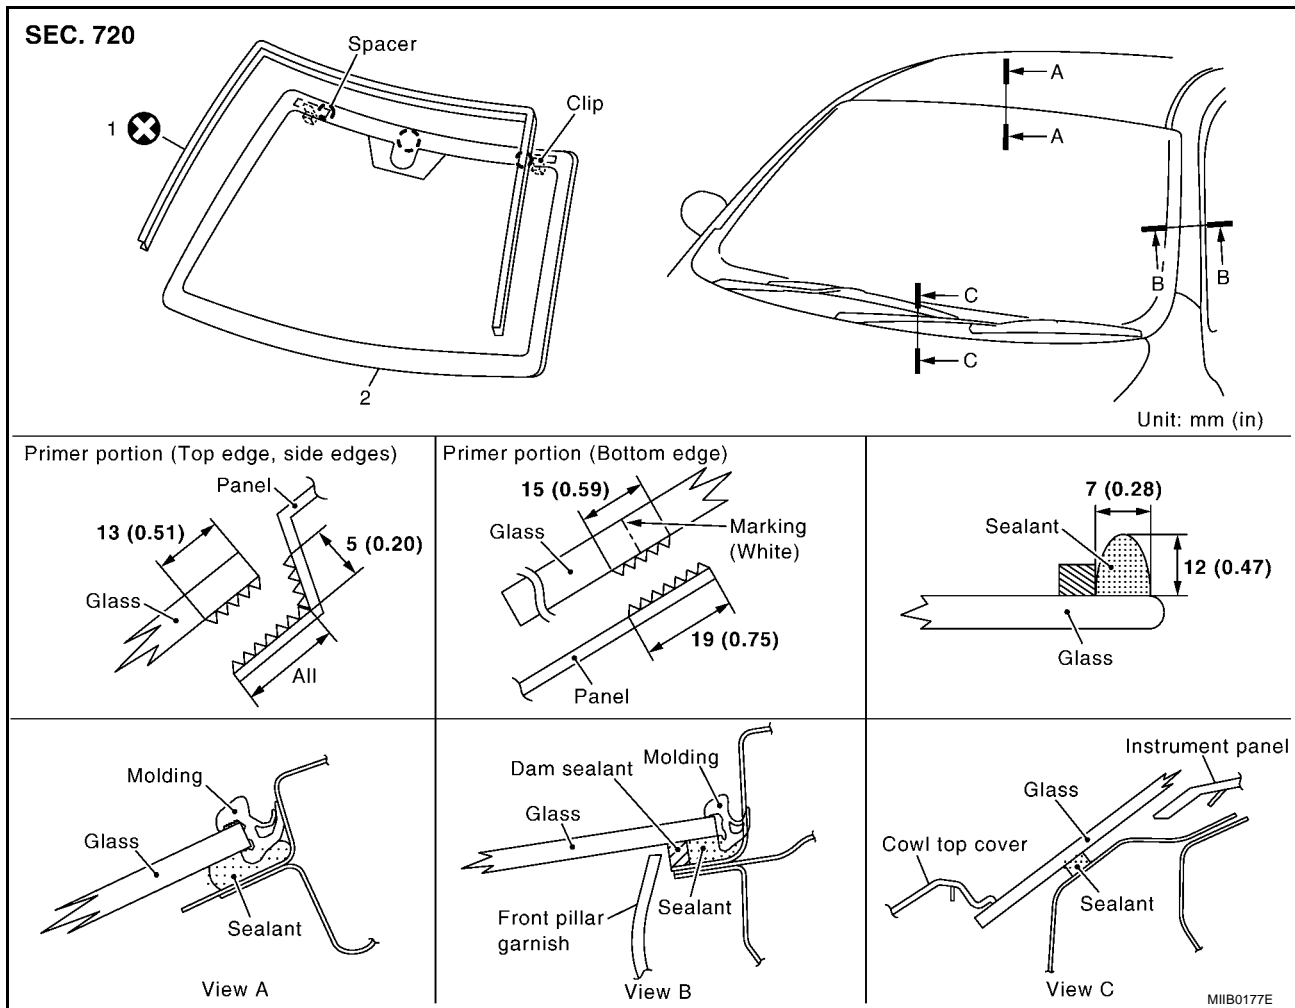 SEC. 720
Spacer
Clip
1
2
A
A
B
B
C
C
Unit: mm (in)
Primer portion (Top edge, side edges)
Panel
13 (0.51)
5 (0.20)
Glass
All
Primer portion (Bottom edge)
15 (0.59)
Glass
Marking
(White)
19 (0.75)
Panel
7 (0.28)
Sealant
12 (0.47)
Glass
Molding
Glass
Sealant
View A
Dam sealant
Molding
Glass
Sealant
Front pillar
garnish
View B
Instrument panel
Glass
Cowl top cover
Sealant
View C
MIIB0177E